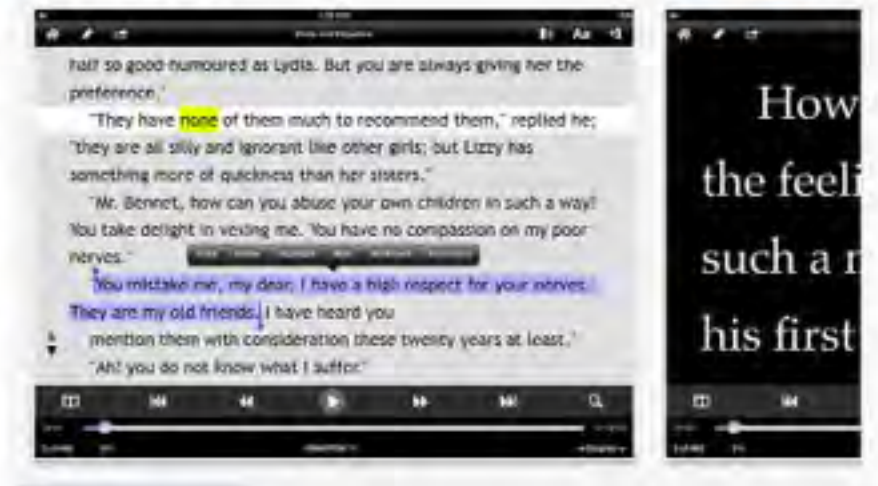 Aa
half so good-humoured as Lydia. But you are always giving her the
preference."
"They have none of them much to recommend them," replied he;
"they are all silly and ignorant like other girls; but Lizzy has
something more of quickness than her sisters."
"Mr. Bennet, how can you abuse your own children in such a way?
You take delight in vexing me. You have no compassion on my poor
nerves."
"You mistake me, my dear. I have a high respect for your nerves.
They are my old friends. I have heard you
mention them with consideration these twenty years at least."
"Ah! you do not know what I suffer."
How
the feeli
such a
his first